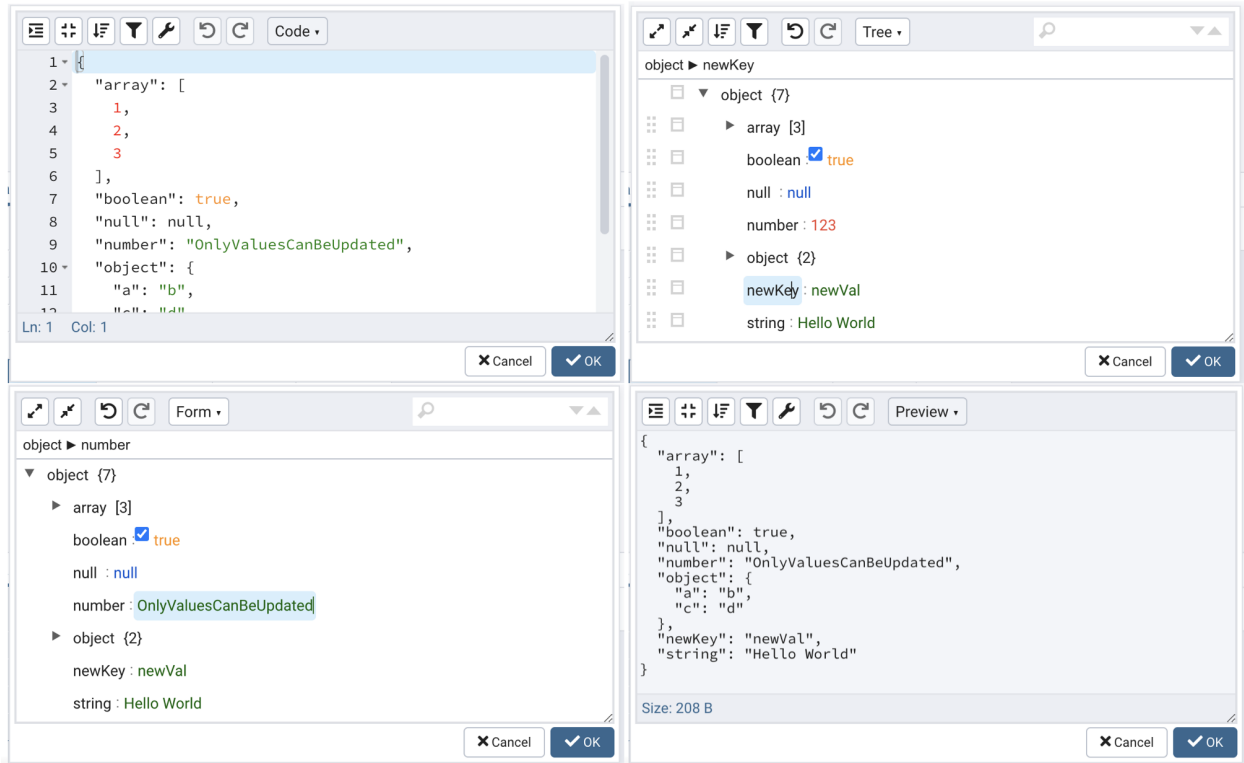 Code
1 {
2 "array": [
3 1,
4 2,
5 3
6 ],
7 "boolean": true,
8 "null": null,
9 "number": "OnlyValuesCanBeUpdated",
10 "object": {
11 "a": "b",
12 "c": "d"
Ln: 1 Col: 1
Cancel OK
Tree
object ► newKey
object {7}
array [3]
boolean : true
null : null
number : 123
object {2}
newKey : newVal
string : Hello World
Cancel OK
Form
object ► number
object {7}
array [3]
boolean : true
null : null
number : OnlyValuesCanBeUpdated
object {2}
newKey : newVal
string : Hello World
Cancel OK
Preview
{
"array": [
1,
2,
3
],
"boolean": true,
"null": null,
"number": "OnlyValuesCanBeUpdated",
"object": {
"a": "b",
"c": "d"
},
"newKey": "newVal",
"string": "Hello World"
}
Size: 208 B
Cancel OK